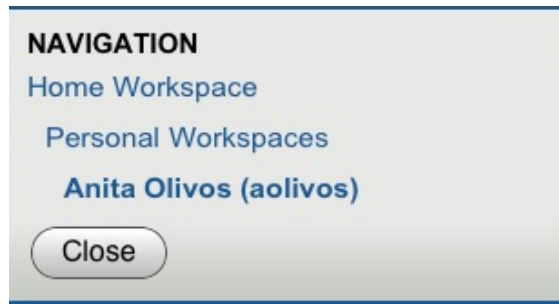 NAVIGATION
Home Workspace
Personal Workspaces
Anita Olivos (aolivos)
Close